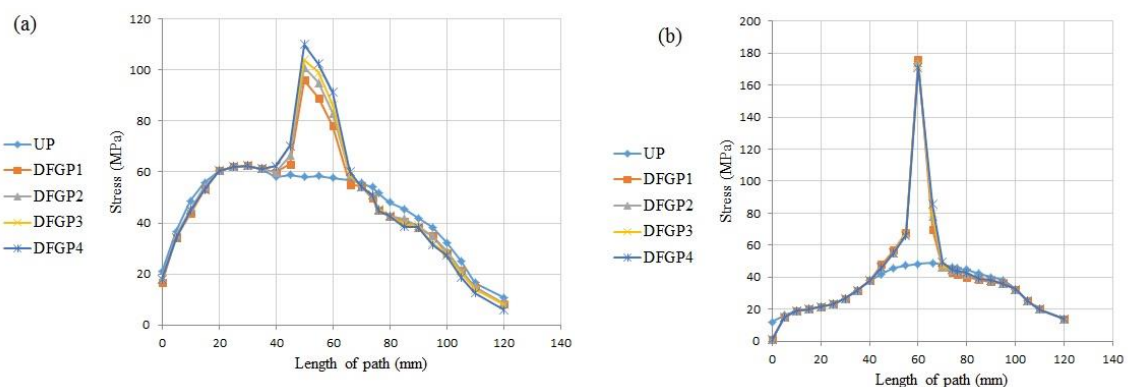 (a)
120
100
80
60
40
20
0
Stress (MPa)
0 20 40 60 80 100 120 140
Length of path (mm)
UP
DFGP1
DFGP2
DFGP3
DFGP4
(b)
200
180
160
140
120
100
80
60
40
20
0
Stress (MPa)
0 20 40 60 80 100 120 140
Length of path (mm)
UP
DFGP1
DFGP2
DFGP3
DFGP4